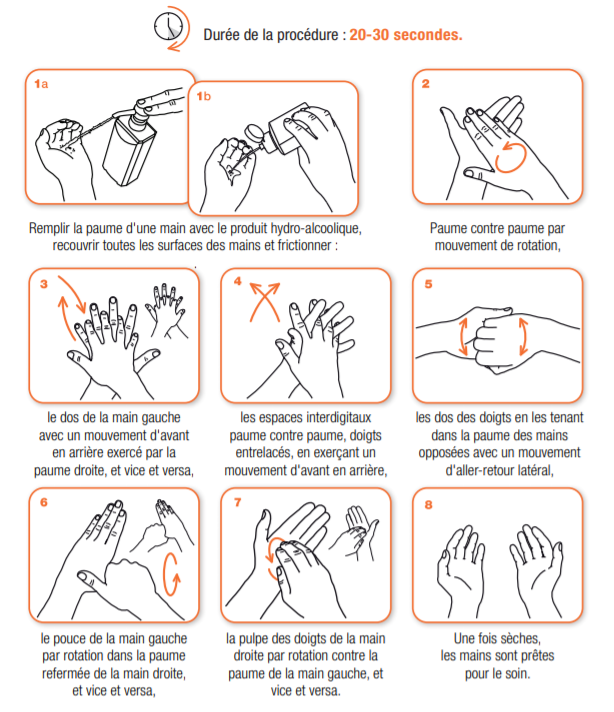 Durée de la procédure : 20-30 secondes.
1a
1b
Remplir la paume d'une main avec le produit hydro-alcoolique,
recouvrir toutes les surfaces des mains et frictionner :
2
Paume contre paume par
mouvement de rotation,
3
le dos de la main gauche
avec un mouvement d'avant
en arrière exercé par la
paume droite, et vice et versa,
4
les espaces interdigitaux
paume contre paume, doigts
entrelacés, en exerçant un
mouvement d'avant en arrière,
5
les dos des doigts en les tenant
dans la paume des mains
opposées avec un mouvement
d'aller-retour latéral,
6
le pouce de la main gauche
par rotation dans la paume
refermée de la main droite,
et vice et versa,
7
la pulpe des doigts de la main
droite par rotation contre la
paume de la main gauche, et
vice et versa.
8
Une fois sèches,
les mains sont prêtes
pour le soin.